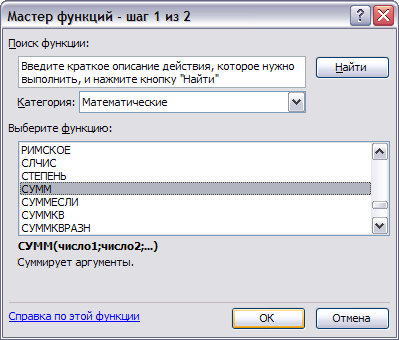 Мастер функций - шаг 1 из 2
Поиск функции:
Введите краткое описание действия, которое нужно
выполнить, и нажмите кнопку "Найти"
Найти
Категория: Математические
Выберите функцию:
РИМСКОЕ
СЛЧИС
СТЕПЕНЬ
СУММ
СУММЕСЛИ
СУММКВ
СУММКВРАЗН
СУММ(число1;число2;...)
Суммирует аргументы.
Справка по этой функции
ОК
Отмена